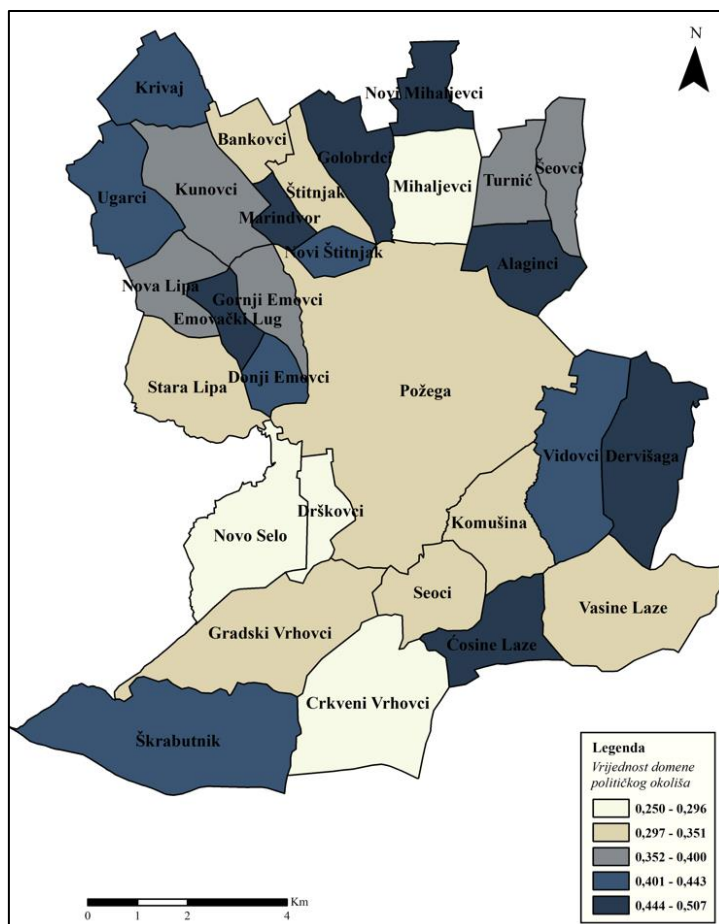 N
Krivaj
Novi Mihaljevci
Bankovci
Golobrdci
Mihaljevci
Turnić
Šeovci
Ugarci
Kunovci
Štitnjak
Marindvor
Novi Štitnjak
Alaginci
Nova Lipa
Gornji Emovci
Emovački Lug
Stara Lipa
Donji Emovci
Požega
Vidovci
Dervišaga
Drškovci
Komušina
Novo Selo
Seoci
Vasine Laze
Gradski Vrhovci
Ćosine Laze
Crkveni Vrhovci
Škrabutnik
Legenda
Vrijednost domene
političkog okoliša
0,250 - 0,296
0,297 - 0,351
0,352 - 0,400
0,401 - 0,443
0,444 - 0,507
Km
0 1 2 4